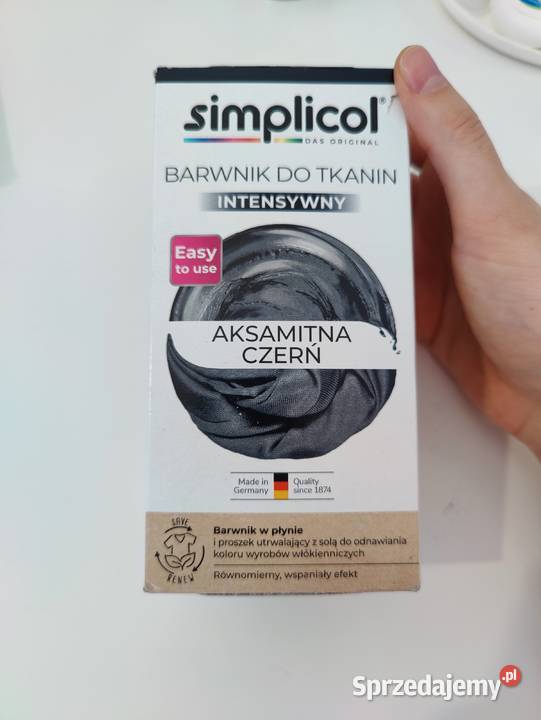 simplicol®
DAS ORIGINAL
BARWNIK DO TKANIN
INTENSYWNY
Easy
to use
AKSAMITNA
CZERŃ
Made in
Germany
Quality
since 1874
SAVE
RENEW
Barwnik w płynie
i proszek utrwalający z solą do odnawiania
koloru wyrobów włókienniczych
Równomierny, wspaniały efekt
Sprzedajemy.pl